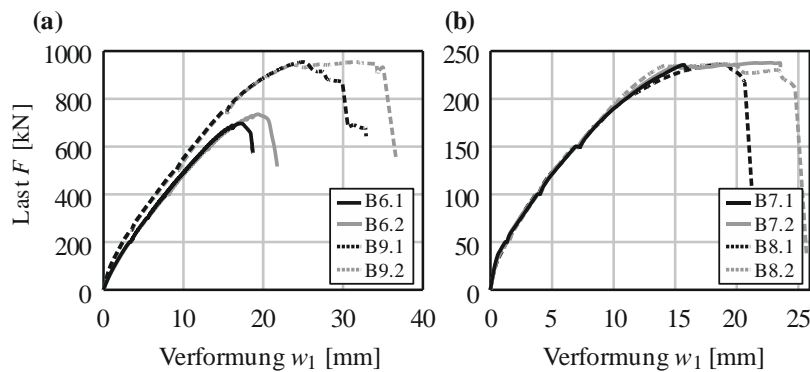 (a)
1000
800
600
400
200
0
0 10 20 30 40
Last F [kN]
Verformung w1 [mm]
B6.1
B6.2
B9.1
B9.2
(b)
250
200
150
100
50
0
0 5 10 15 20 25
Verformung w1 [mm]
B7.1
B7.2
B8.1
B8.2